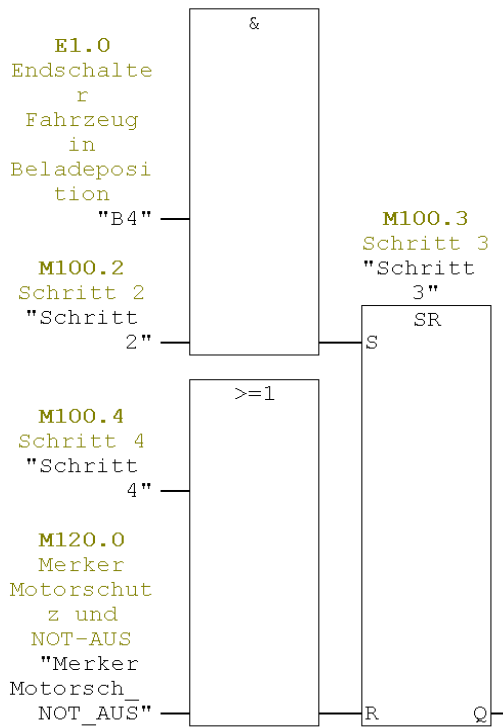 &
E1.0
Endschalte
r
Fahrzeug
in
Beladeposi
tion
"B4"
M100.3
Schritt 3
"Schritt
3"
M100.2
Schritt 2
"Schritt
2"
SR
S
>=1
M100.4
Schritt 4
"Schritt
4"
M120.0
Merker
Motorschut
z und
NOT-AUS
"Merker
Motorsch_
NOT_AUS"
R
Q